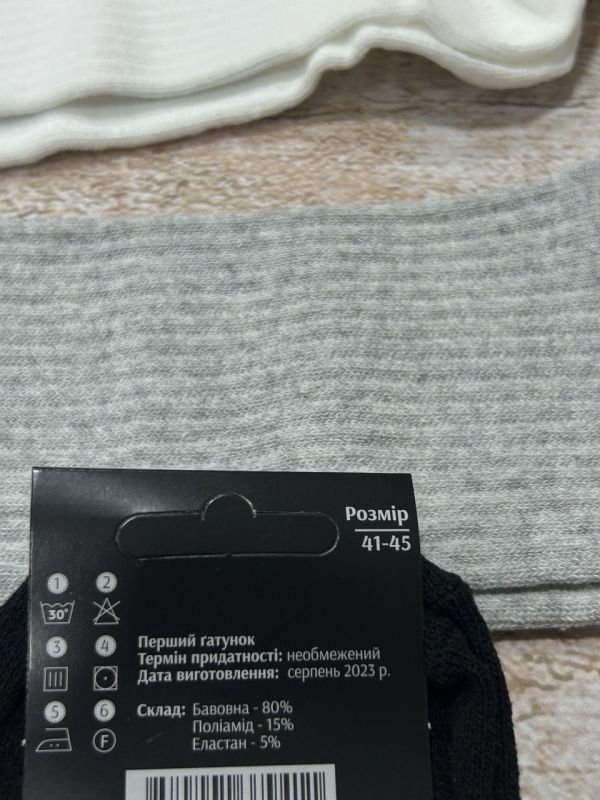 Розмір
41-45
1 2
30°
3 4
5 6
F
Перший ґатунок
Термін придатності: необмежений
Дата виготовлення: серпень 2023 р.
Склад: Бавовна - 80%
Поліамід - 15%
Еластан - 5%